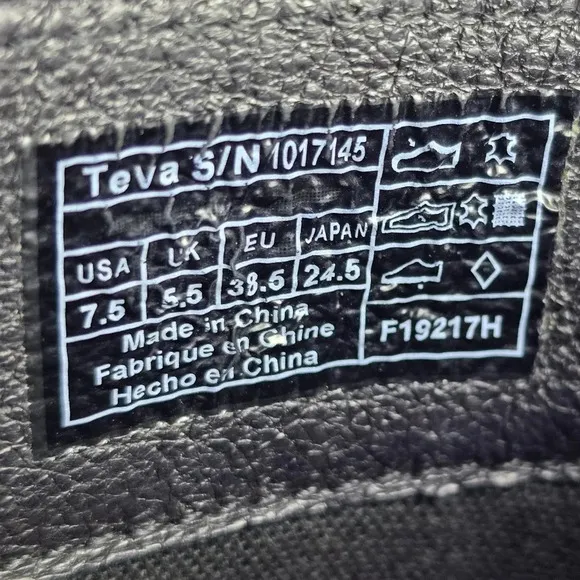 Teva S/N 1017145
USA UK EU JAPAN
7.5 5.5 38.5 24.5
Made in China
Fabrique en Chine
Hecho en China
F19217H